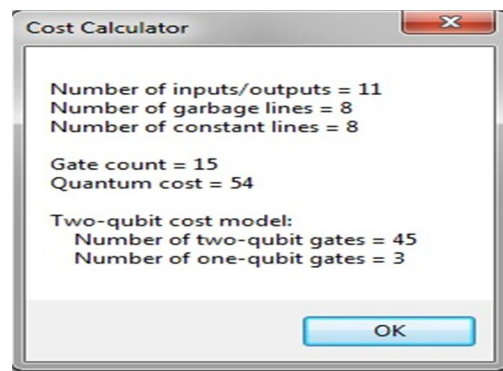 Cost Calculator
Number of inputs/outputs = 11
Number of garbage lines = 8
Number of constant lines = 8
Gate count = 15
Quantum cost = 54
Two-qubit cost model:
Number of two-qubit gates = 45
Number of one-qubit gates = 3
OK